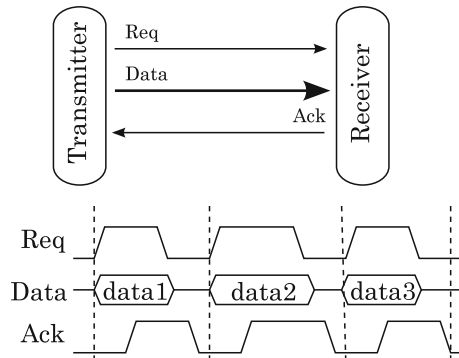 Transmitter
Req
Data
Ack
Receiver
Req
Data data1 data2 data3
Ack